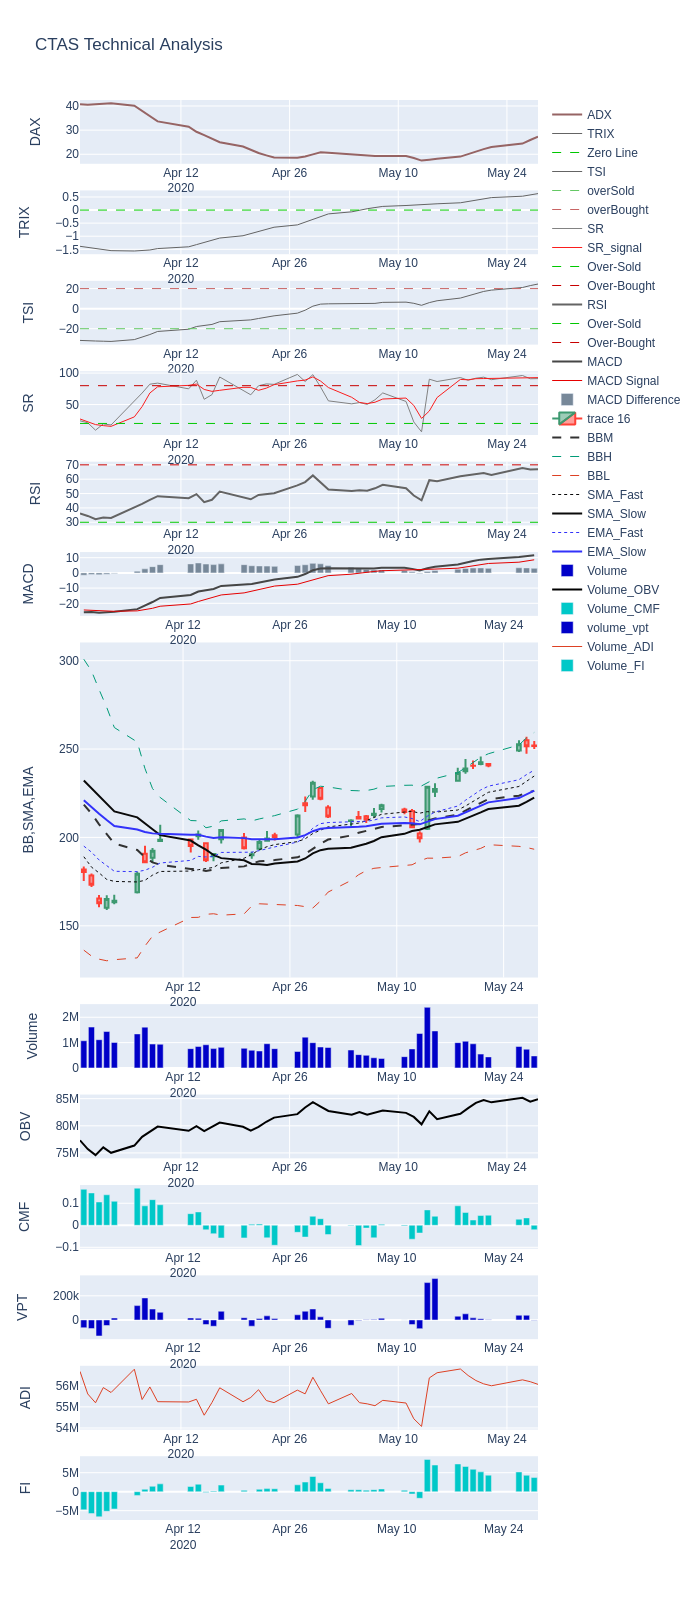 CTAS Technical Analysis
DAX
40
30
20
Apr 12
2020
Apr 26
May 10
May 24
TRIX
0.5
0
−0.5
−1
−1.5
Apr 12
2020
Apr 26
May 10
May 24
TSI
20
0
−20
Apr 12
2020
Apr 26
May 10
May 24
SR
100
50
Apr 12
2020
Apr 26
May 10
May 24
RSI
70
60
50
40
30
Apr 12
2020
Apr 26
May 10
May 24
MACD
10
0
−10
−20
Apr 12
2020
Apr 26
May 10
May 24
BB,SMA,EMA
300
250
200
150
Apr 12
2020
Apr 26
May 10
May 24
Volume
2M
1M
0
Apr 12
2020
Apr 26
May 10
May 24
OBV
85M
80M
75M
Apr 12
2020
Apr 26
May 10
May 24
CMF
0.1
0
−0.1
Apr 12
2020
Apr 26
May 10
May 24
VPT
200k
0
Apr 12
2020
Apr 26
May 10
May 24
ADI
56M
55M
54M
Apr 12
2020
Apr 26
May 10
May 24
FI
5M
0
−5M
Apr 12
2020
Apr 26
May 10
May 24
ADX
TRIX
Zero Line
TSI
overSold
overBought
SR
SR_signal
Over-Sold
Over-Bought
RSI
Over-Sold
Over-Bought
MACD
MACD Signal
MACD Difference
trace 16
BBM
BBH
BBL
SMA_Fast
SMA_Slow
EMA_Fast
EMA_Slow
Volume
Volume_OBV
Volume_CMF
volume_vpt
Volume_ADI
Volume_FI